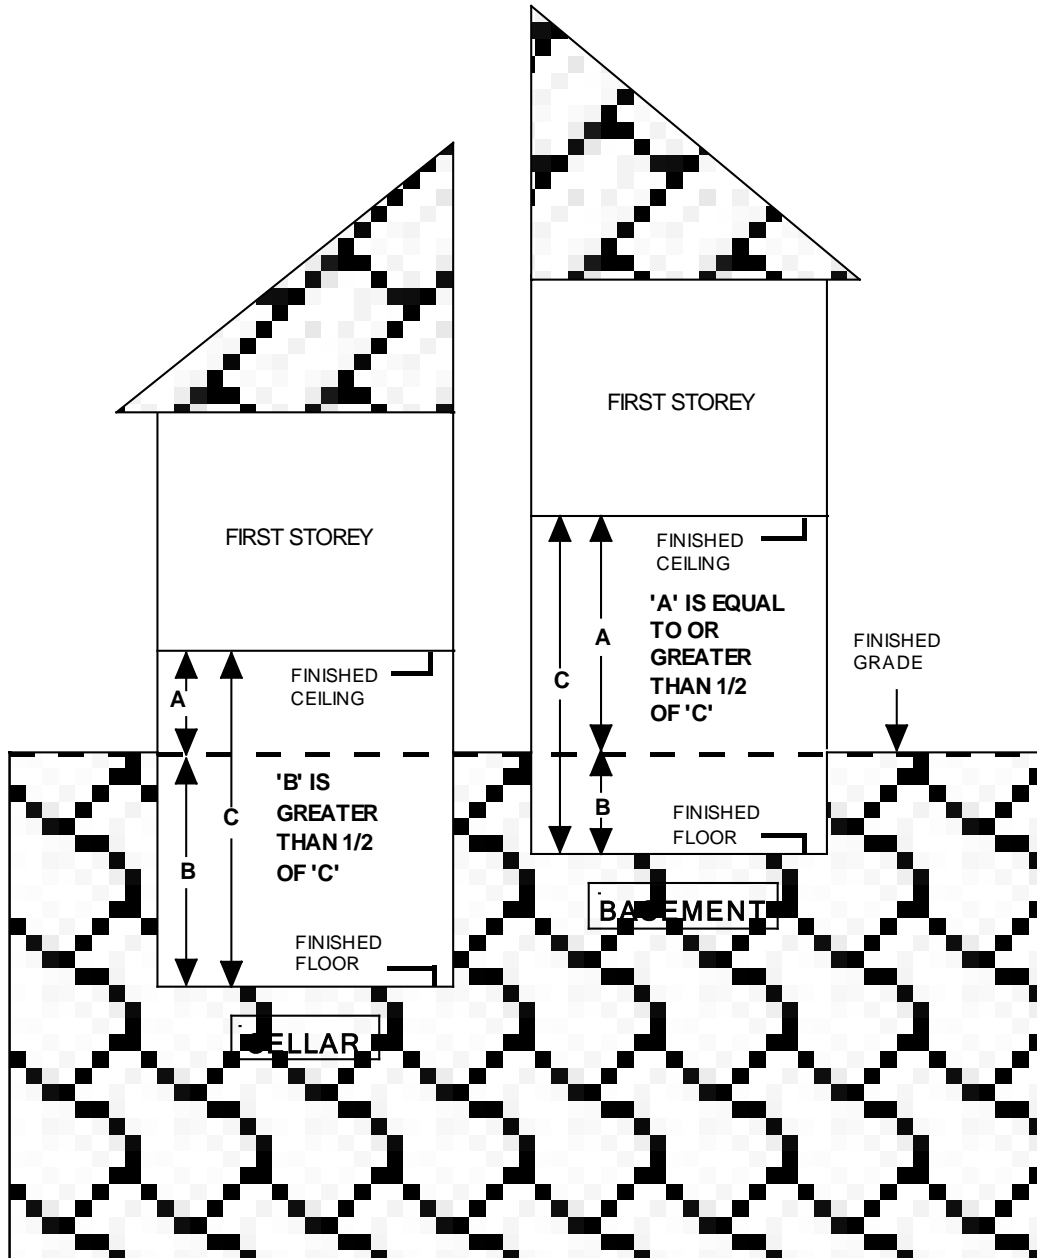 FIRST STOREY
FINISHED
CEILING
A
C
'B' IS
GREATER
THAN 1/2
OF 'C'
B
FINISHED
FLOOR
CELLAR
FIRST STOREY
FINISHED
CEILING
'A' IS EQUAL
TO OR
GREATER
THAN 1/2
OF 'C'
A
C
B
FINISHED
FLOOR
BASEMENT
FINISHED
GRADE